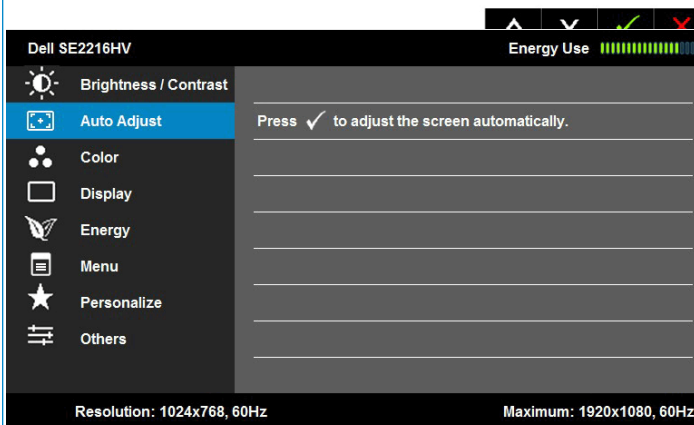 Dell SE2216HV Energy Use
Brightness / Contrast
Auto Adjust Press ✓ to adjust the screen automatically.
Color
Display
Energy
Menu
Personalize
Others
Resolution: 1024x768, 60Hz Maximum: 1920x1080, 60Hz